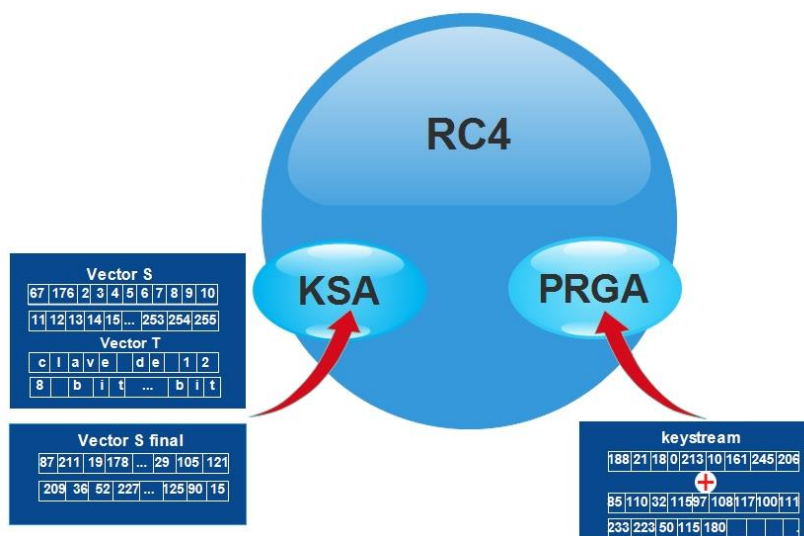 RC4
KSA
PRGA
Vector S
67 176 2 3 4 5 6 7 8 9 10
11 12 13 14 15 ... 253 254 255
Vector T
c l a v e d e 1 2
8 b i t ... b i t
Vector S final
87 211 19 178 ... 29 105 121
209 36 52 227 ... 125 90 15
keystream
188 21 18 0 213 10 161 245 206
+
85 110 32 115 97 108 117 100 111
233 223 50 115 180 .